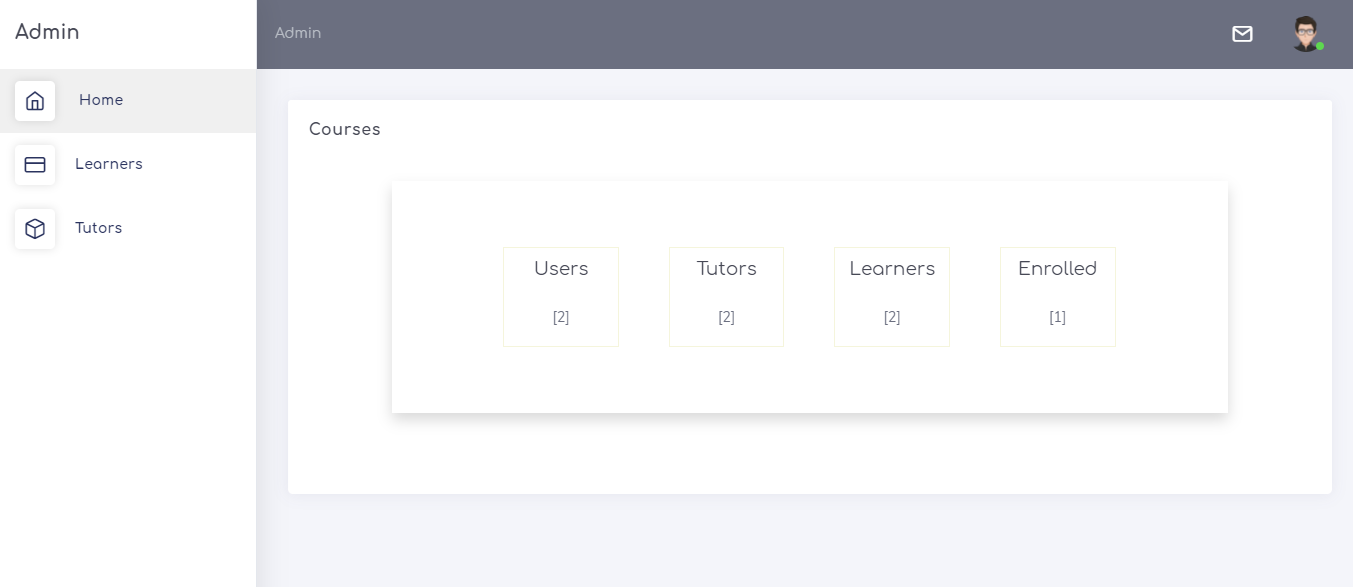 Admin
Admin
Home
Learners
Tutors
Courses
Users Tutors Learners Enrolled
[2] [2] [2] [1]